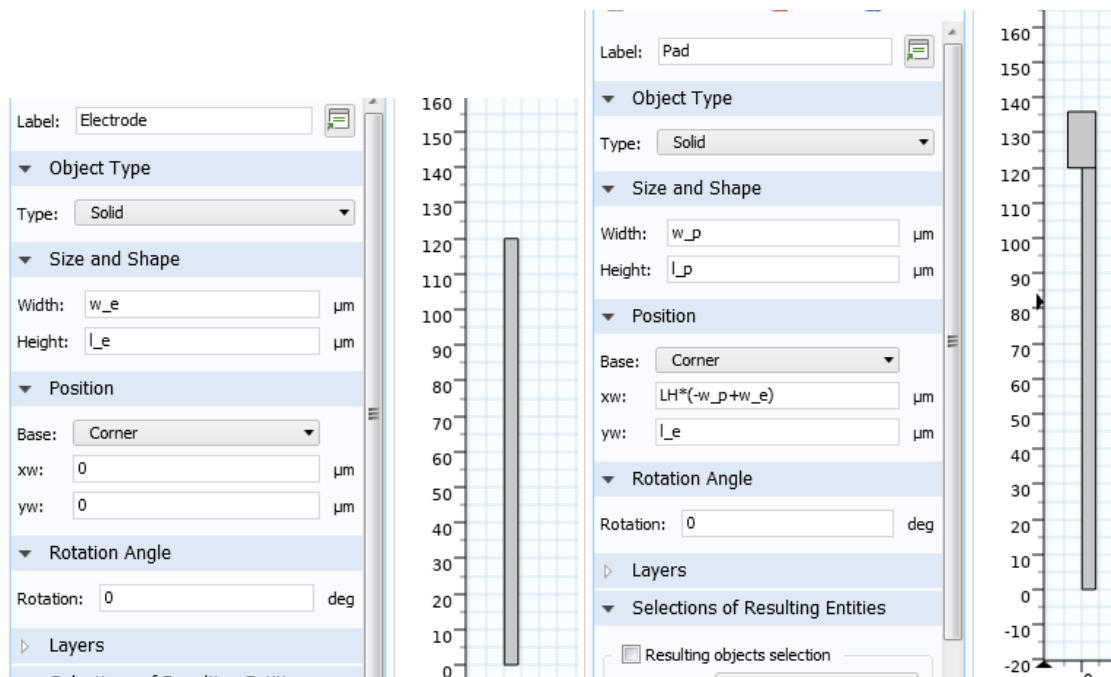 Label: Electrode
Object Type
Type: Solid
Size and Shape
Width: w_e µm
Height: l_e µm
Position
Base: Corner
xw: 0 µm
yw: 0 µm
Rotation Angle
Rotation: 0 deg
Layers
160
150
140
130
120
110
100
90
80
70
60
50
40
30
20
10
0
Label: Pad
Object Type
Type: Solid
Size and Shape
Width: w_p µm
Height: l_p µm
Position
Base: Corner
xw: LH*(-w_p+w_e) µm
yw: l_e µm
Rotation Angle
Rotation: 0 deg
Layers
Selections of Resulting Entities
Resulting objects selection
160
150
140
130
120
110
100
90
80
70
60
50
40
30
20
10
0
-10
-20